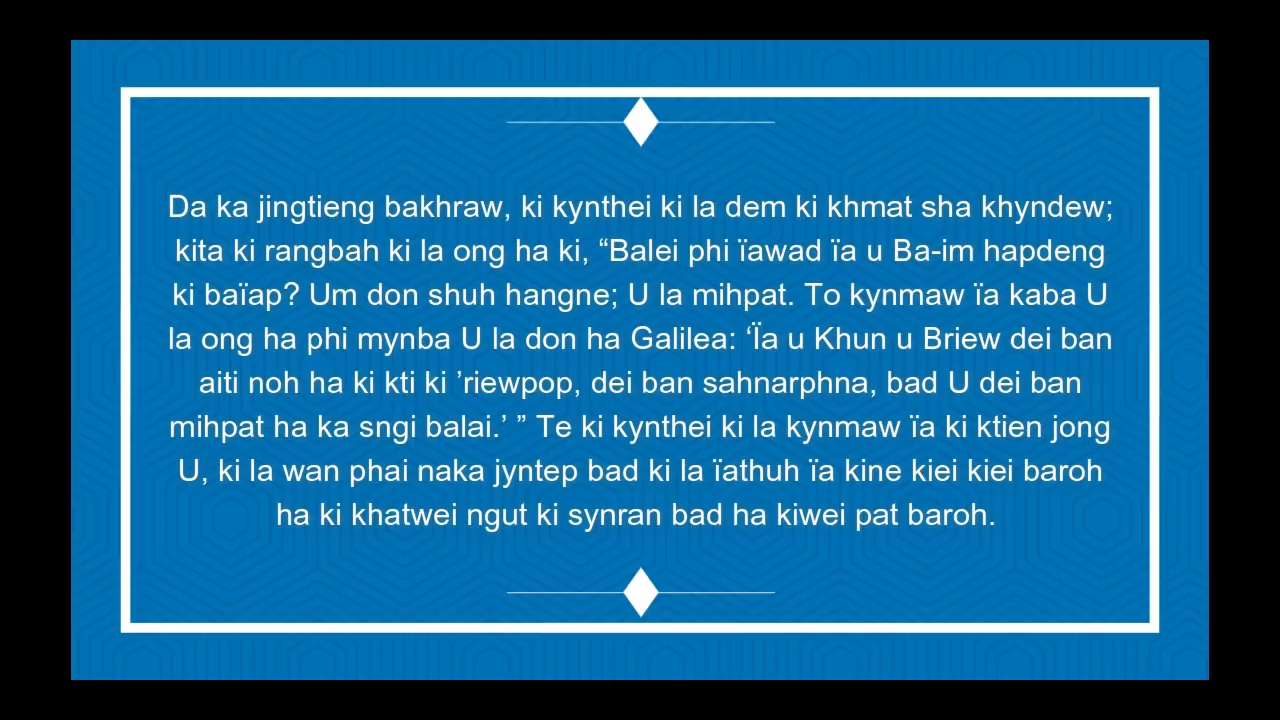 Da ka jingtieng bakhraw, ki kynthei ki la dem ki khmat sha khyndew;
kita ki rangbah ki la ong ha ki, “Balei phi ïawad ïa u Ba-im hapdeng
ki baïap? Um don shuh hangne; U la mihpat. To kynmaw ïa kaba U
la ong ha phi mynba U la don ha Galilea: ‘Ïa u Khun u Briew dei ban
aiti noh ha ki kti ki ’riewpop, dei ban sahnarphna, bad U dei ban
mihpat ha ka sngi balai.’ ” Te ki kynthei ki la kynmaw ïa ki ktien jong
U, ki la wan phai naka jyntep bad ki la ïathuh ïa kine kiei kiei baroh
ha ki khatwei ngut ki synran bad ha kiwei pat baroh.